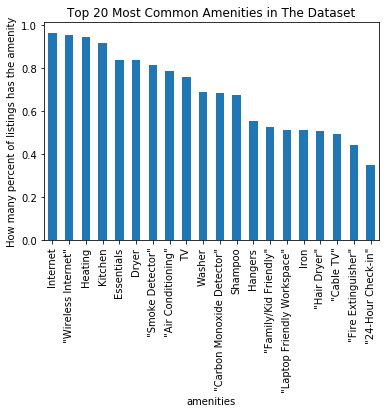 Top 20 Most Common Amenities in The Dataset
How many percent of listings has the amenity
1.0
0.8
0.6
0.4
0.2
0.0
Internet
"Wireless Internet"
Heating
Kitchen
Essentials
Dryer
"Smoke Detector"
"Air Conditioning"
TV
Washer
"Carbon Monoxide Detector"
Shampoo
Hangers
"Family/Kid Friendly"
"Laptop Friendly Workspace"
Iron
"Hair Dryer"
"Cable TV"
"Fire Extinguisher"
"24-Hour Check-in"
amenities